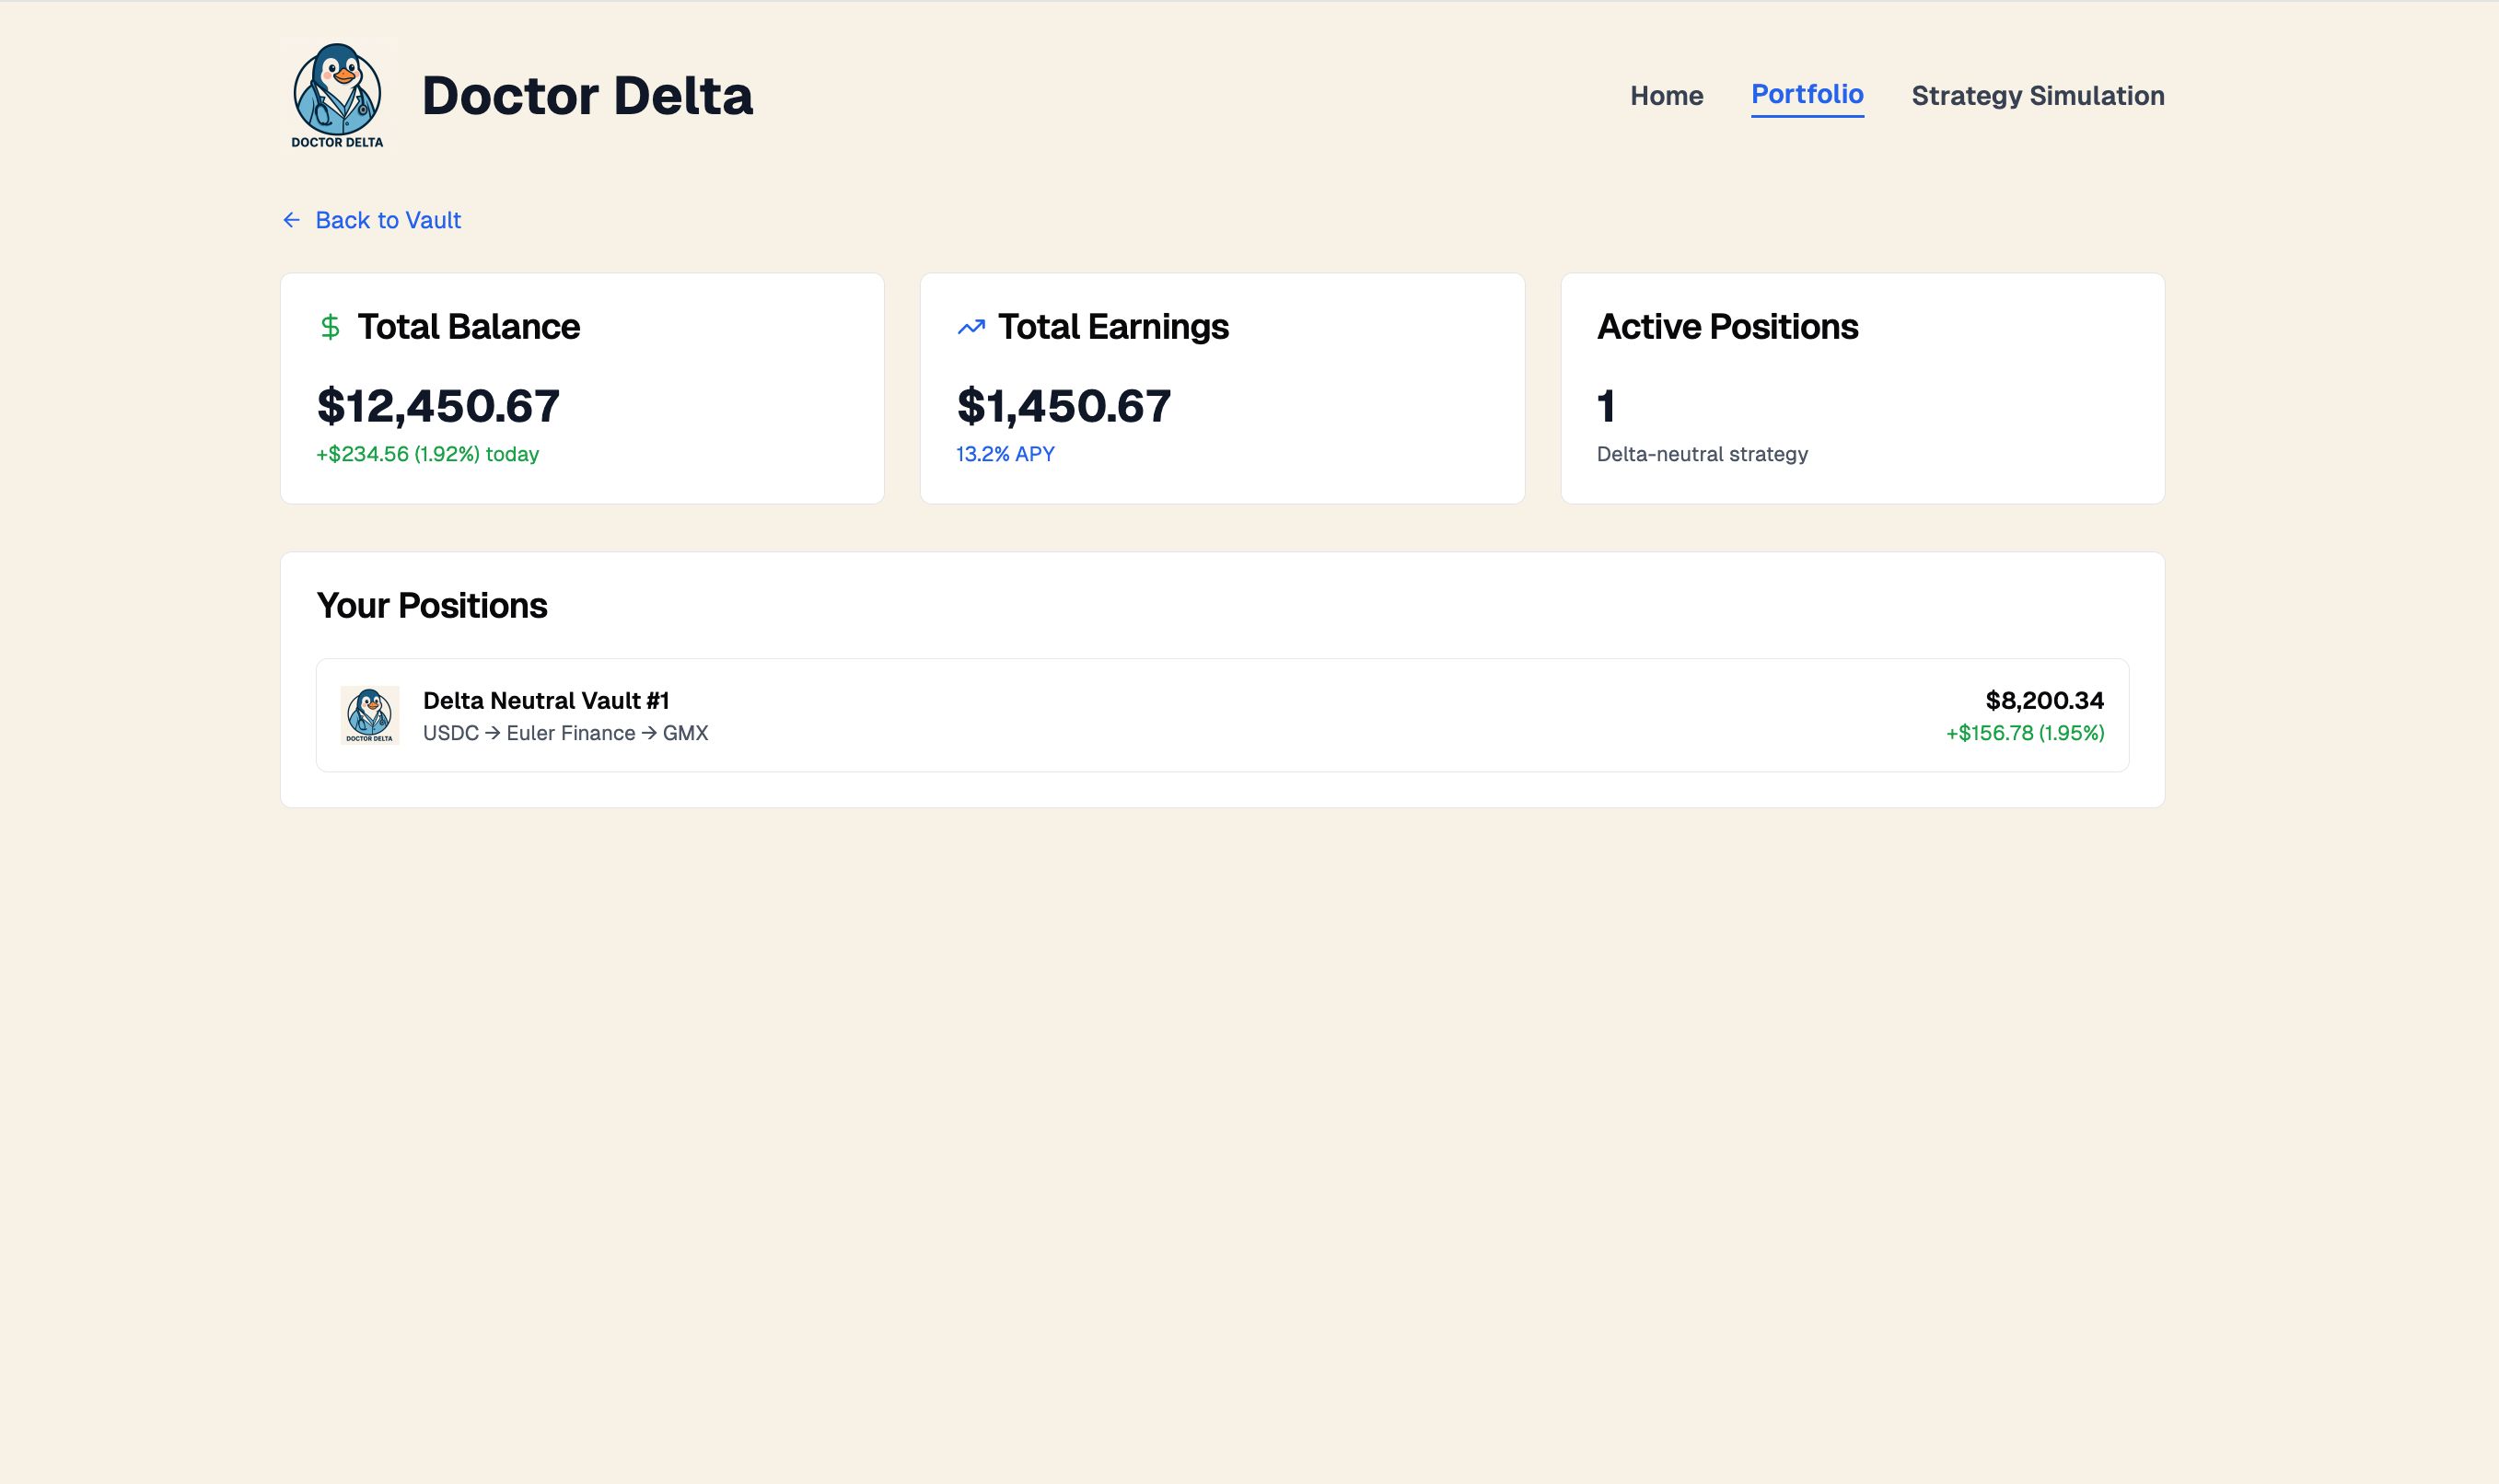 DOCTOR DELTA
Doctor Delta
Home
Portfolio
Strategy Simulation
← Back to Vault
$ Total Balance
$12,450.67
+$234.56 (1.92%) today
Total Earnings
$1,450.67
13.2% APY
Active Positions
1
Delta-neutral strategy
Your Positions
DOCTOR DELTA
Delta Neutral Vault #1
USDC → Euler Finance → GMX
$8,200.34
+$156.78 (1.95%)